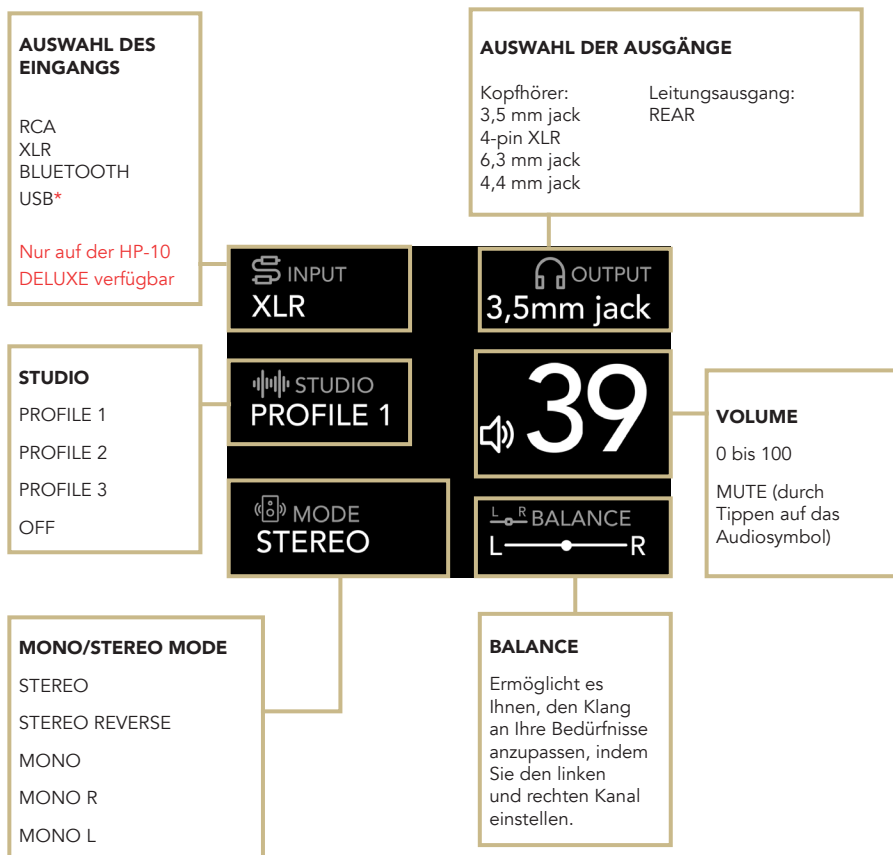 AUSWAHL DES
EINGANGS
RCA
XLR
BLUETOOTH
USB*
Nur auf der HP-10
DELUXE verfügbar
AUSWAHL DER AUSGÄNGE
Kopfhörer:
3,5 mm jack
4-pin XLR
6,3 mm jack
4,4 mm jack
Leitungsausgang:
REAR
INPUT
XLR
OUTPUT
3,5mm jack
STUDIO
PROFILE 1
PROFILE 2
PROFILE 3
OFF
STUDIO
PROFILE 1
39
VOLUME
0 bis 100
MUTE (durch
Tippen auf das
Audiosymbol)
MODE
STEREO
L R BALANCE
L R
MONO/STEREO MODE
STEREO
STEREO REVERSE
MONO
MONO R
MONO L
BALANCE
Ermöglicht es
Ihnen, den Klang
an Ihre Bedürfnisse
anzupassen, indem
Sie den linken
und rechten Kanal
einstellen.